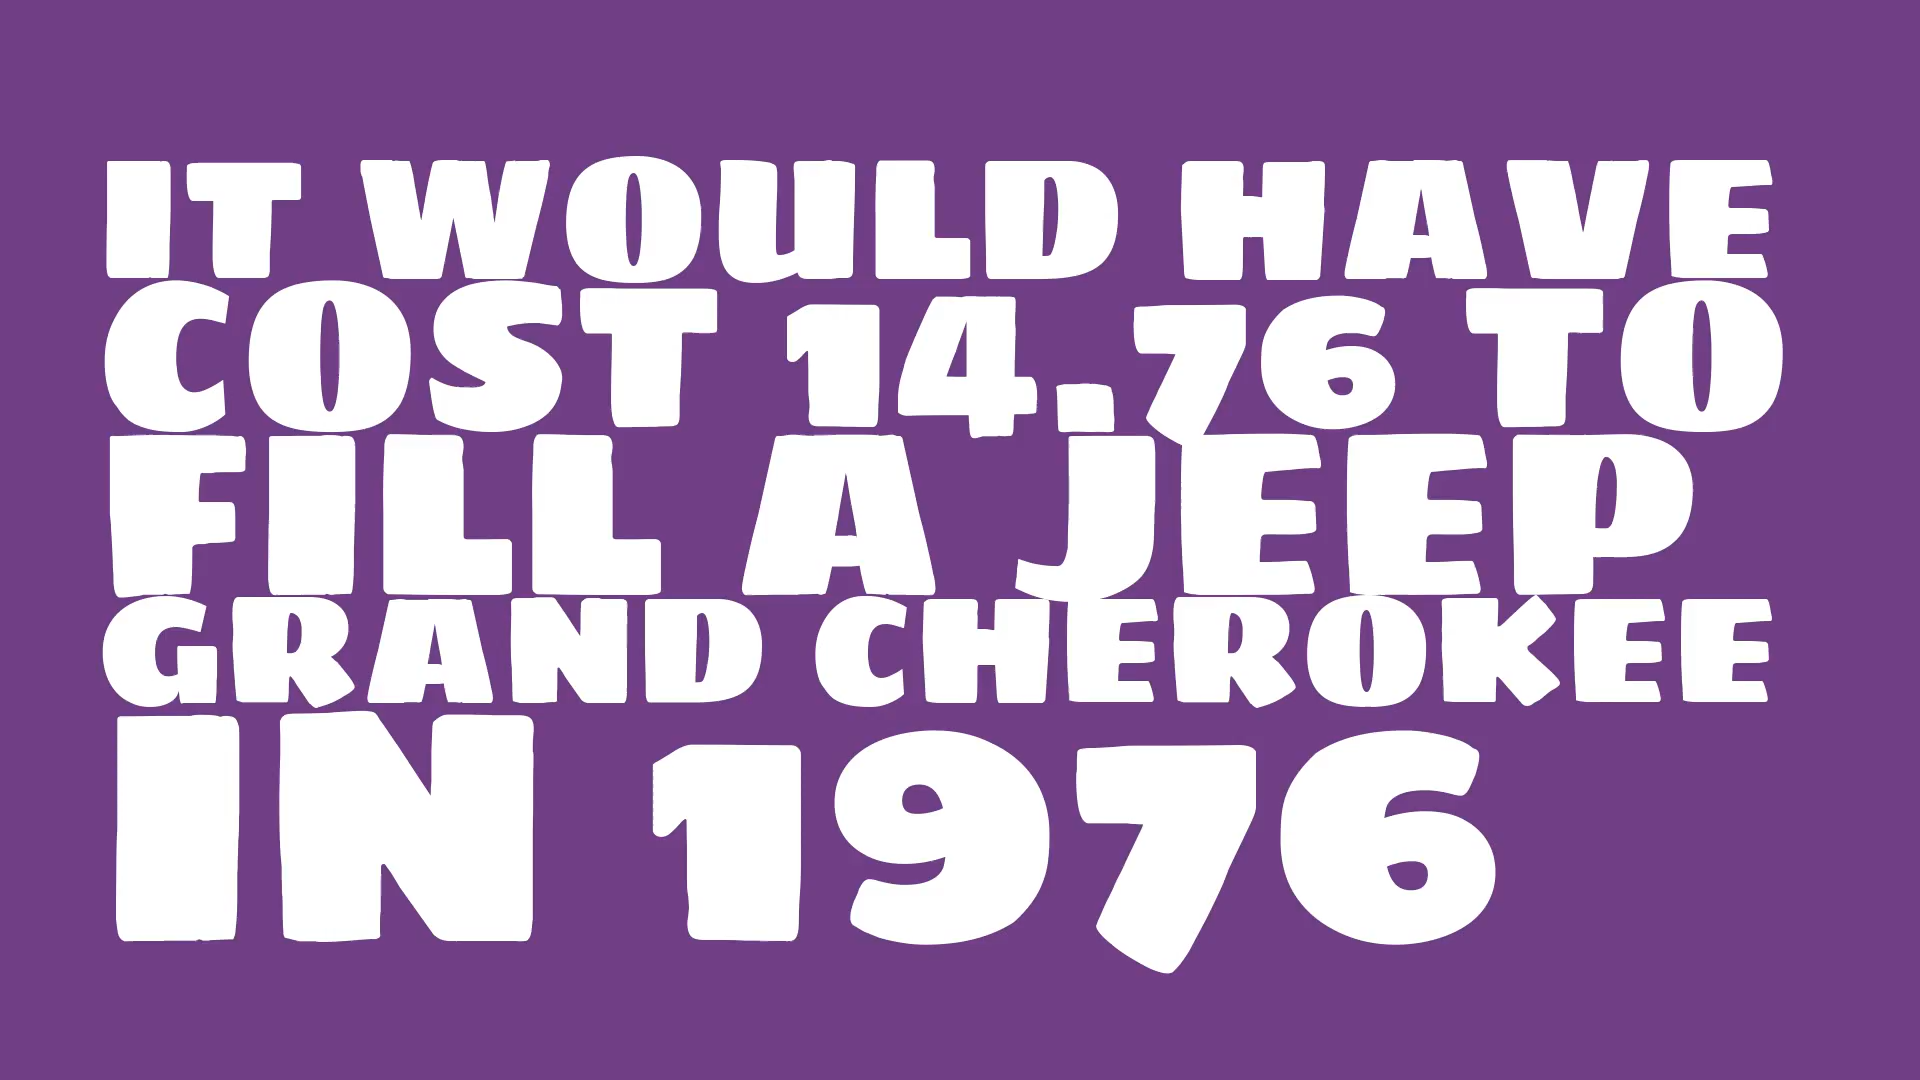 IT WOULD HAVE
COST 14.76 TO
FILL A JEEP
GRAND CHEROKEE
IN 1976